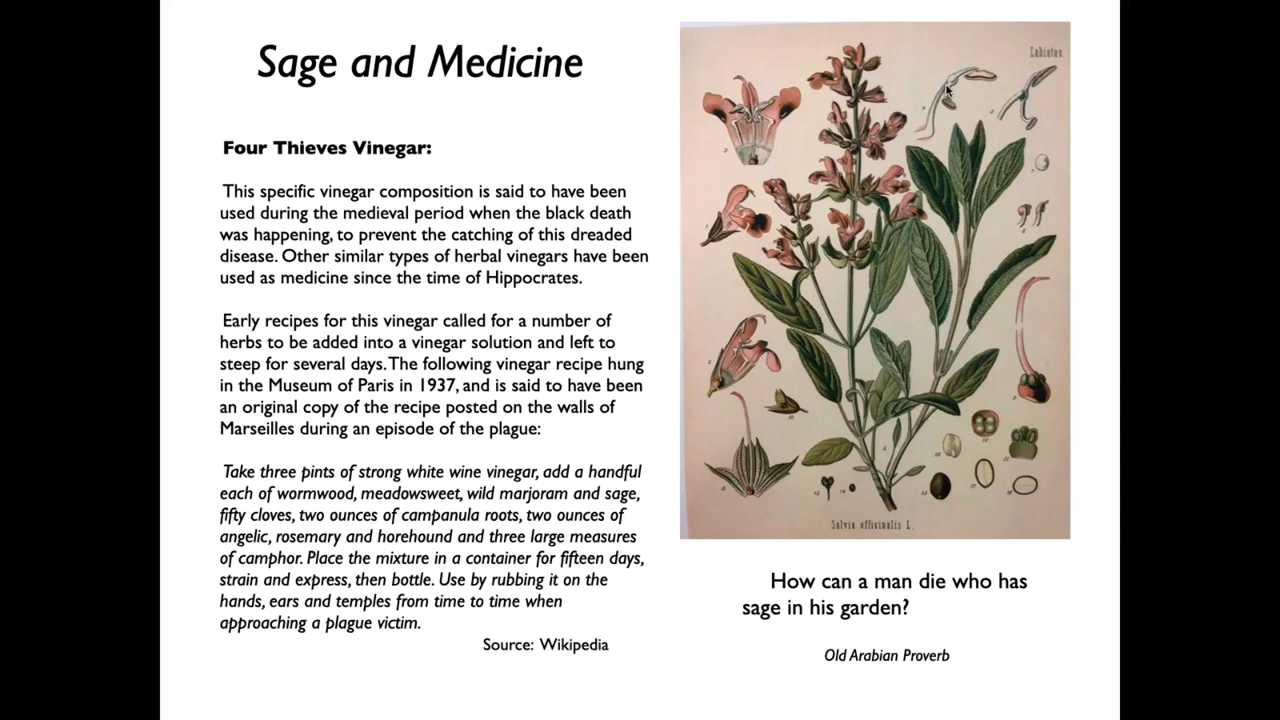 Sage and Medicine
Four Thieves Vinegar:
This specific vinegar composition is said to have been
used during the medieval period when the black death
was happening, to prevent the catching of this dreaded
disease. Other similar types of herbal vinegars have been
used as medicine since the time of Hippocrates.
Early recipes for this vinegar called for a number of
herbs to be added into a vinegar solution and left to
steep for several days. The following vinegar recipe hung
in the Museum of Paris in 1937, and is said to have been
an original copy of the recipe posted on the walls of
Marseilles during an episode of the plague:
Take three pints of strong white wine vinegar, add a handful
each of wormwood, meadowsweet, wild marjoram and sage,
fifty cloves, two ounces of campanula roots, two ounces of
angelic, rosemary and horehound and three large measures
of camphor. Place the mixture in a container for fifteen days,
strain and express, then bottle. Use by rubbing it on the
hands, ears and temples from time to time when
approaching a plague victim.
Source: Wikipedia
Labiatae
Salvia officinalis L.
How can a man die who has
sage in his garden?
Old Arabian Proverb